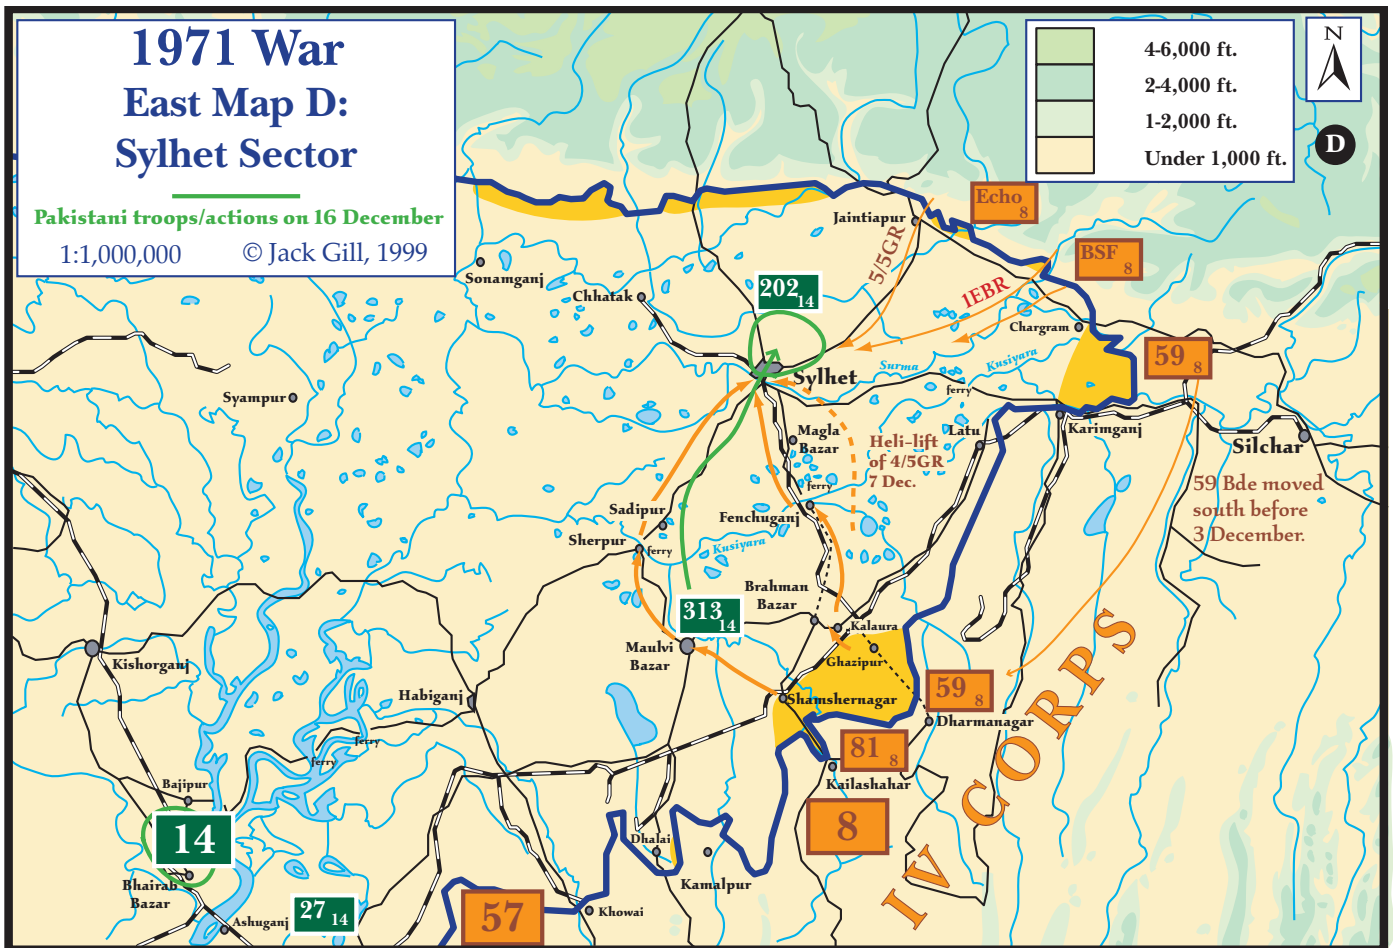 1971 War
East Map D:
Sylhet Sector
Pakistani troops/actions on 16 December
1:1,000,000 © Jack Gill, 1999
4-6,000 ft.
2-4,000 ft.
1-2,000 ft.
Under 1,000 ft.
N
D
Echo
8
Jaintiapur
5/5GR
BSF
8
Sonamganj
Chhatak
202
14
1EBR
Chargram
Kusiyara
Surma
59
8
Sylhet
ferry
Syampur
Magla
Bazar
Heli-lift
of 4/5GR
7 Dec.
Latu
Karimganj
Silchar
59 Bde moved
south before
3 December.
ferry
Sadipur
Fenchuganj
Sherpur
ferry
Kusiyara
Brahman
Bazar
313
14
Kalaura
Maulvi
Bazar
Ghazipur
Kishorganj
Habiganj
Shamshernagar
59
8
Dharmanagar
ferry
ferry
81
8
Kailashahar
Bajipur
8
IV CORPS
14
Dhalai
Kamalpur
Bhairab
Bazar
27
14
57
Khowai
Ashuganj